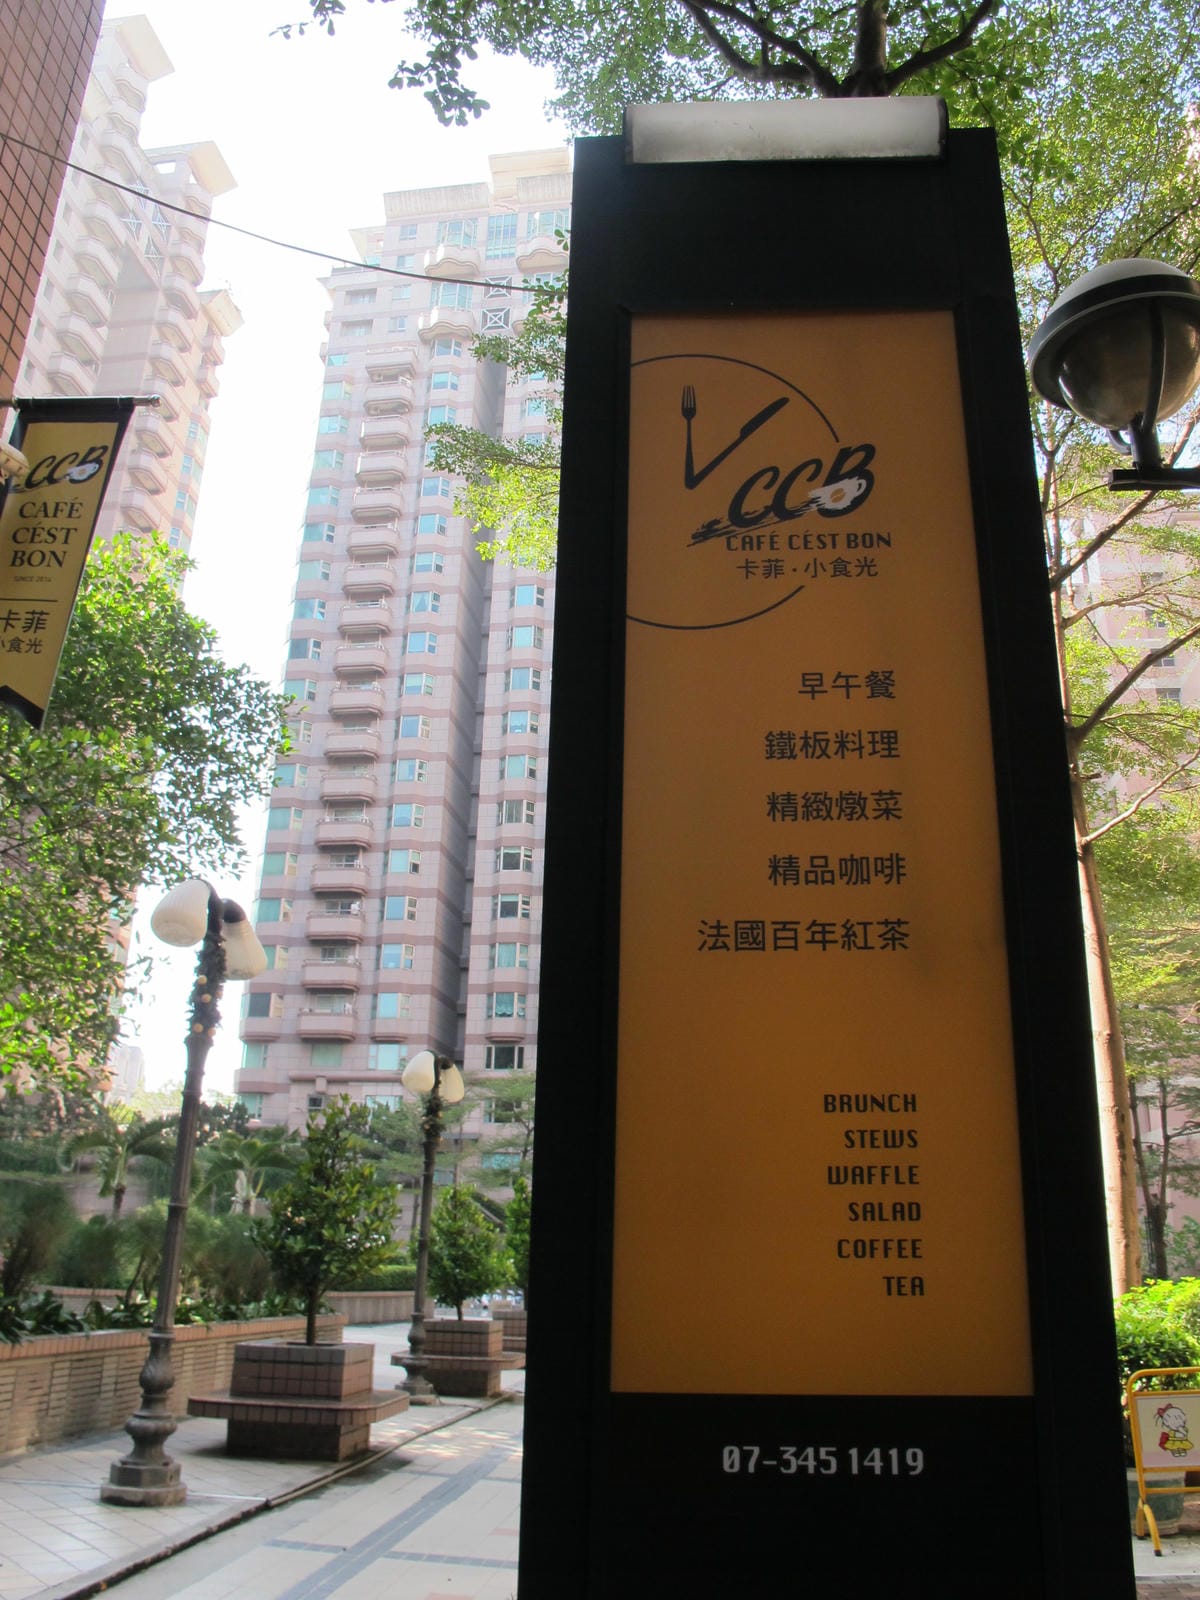 CCB
CAFÉ CÉST BON
卡菲·小食光
早午餐
鐵板料理
精緻燉菜
精品咖啡
法國百年紅茶
BRUNCH
STEWS
WAFFLE
SALAD
COFFEE
TEA
07-345 1419
CCB
CAFÉ
CÉST
BON
SINCE 2014
卡菲
小食光